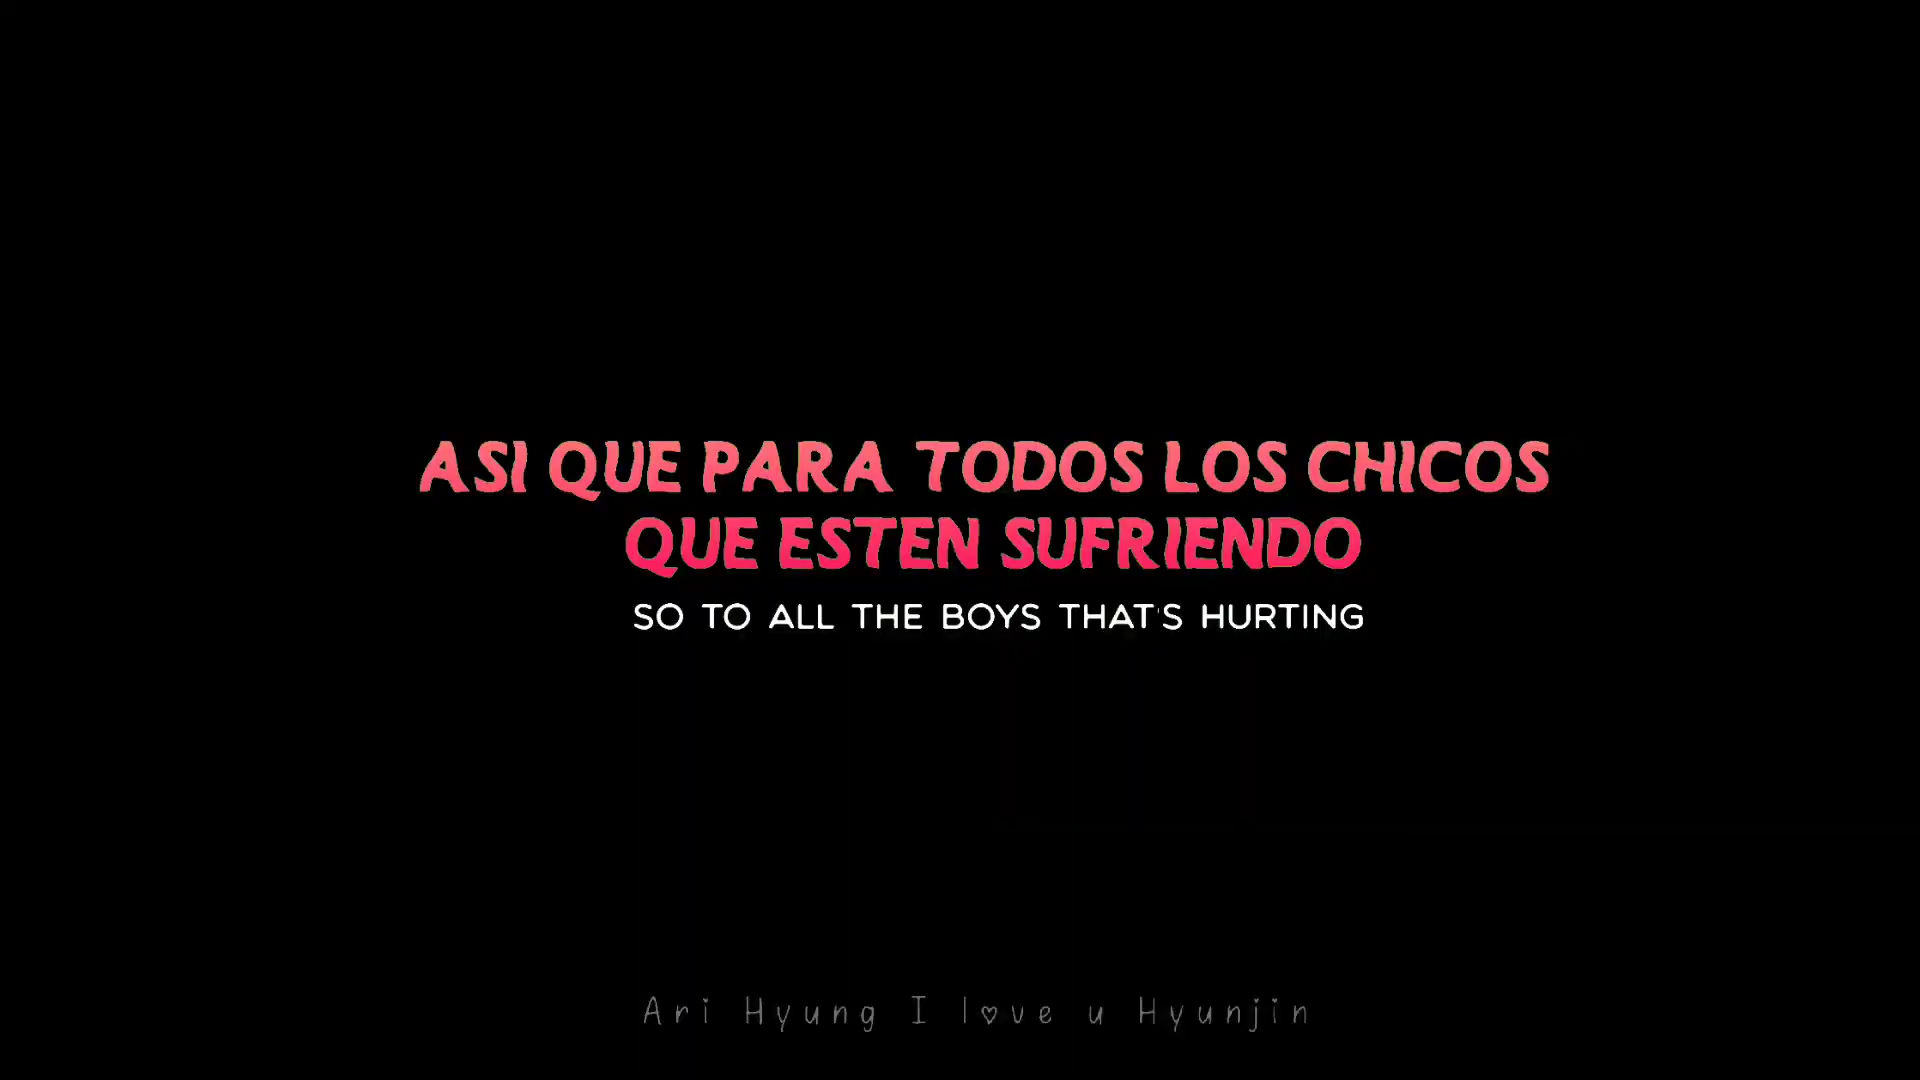 ASI QUE PARA TODOS LOS CHICOS
QUE ESTEN SUFRIENDO
SO TO ALL THE BOYS THAT'S HURTING
Ari Hyung I love u Hyunjin